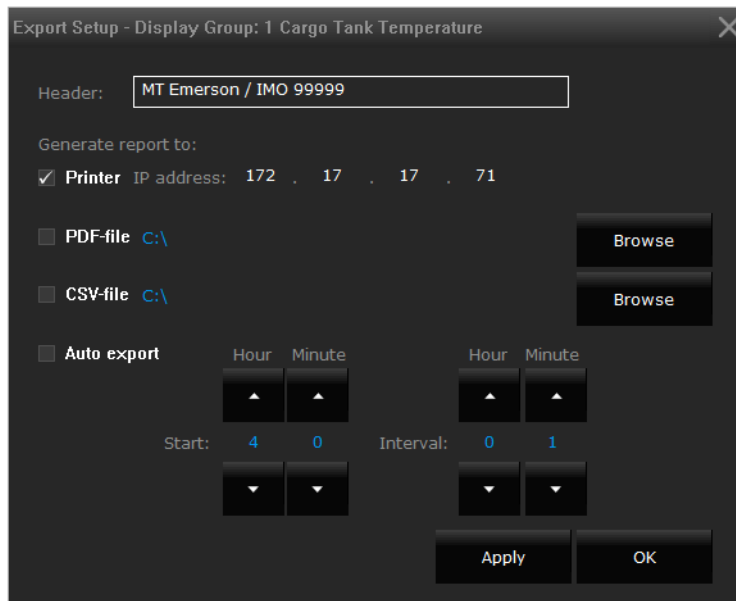 Export Setup - Display Group: 1 Cargo Tank Temperature
Header: MT Emerson / IMO 99999
Generate report to:
Printer IP address: 172 . 17 . 17 . 71
PDF-file C:\ Browse
CSV-file C:\ Browse
Auto export Hour Minute Hour Minute
Start: 4 0 Interval: 0 1
Apply OK